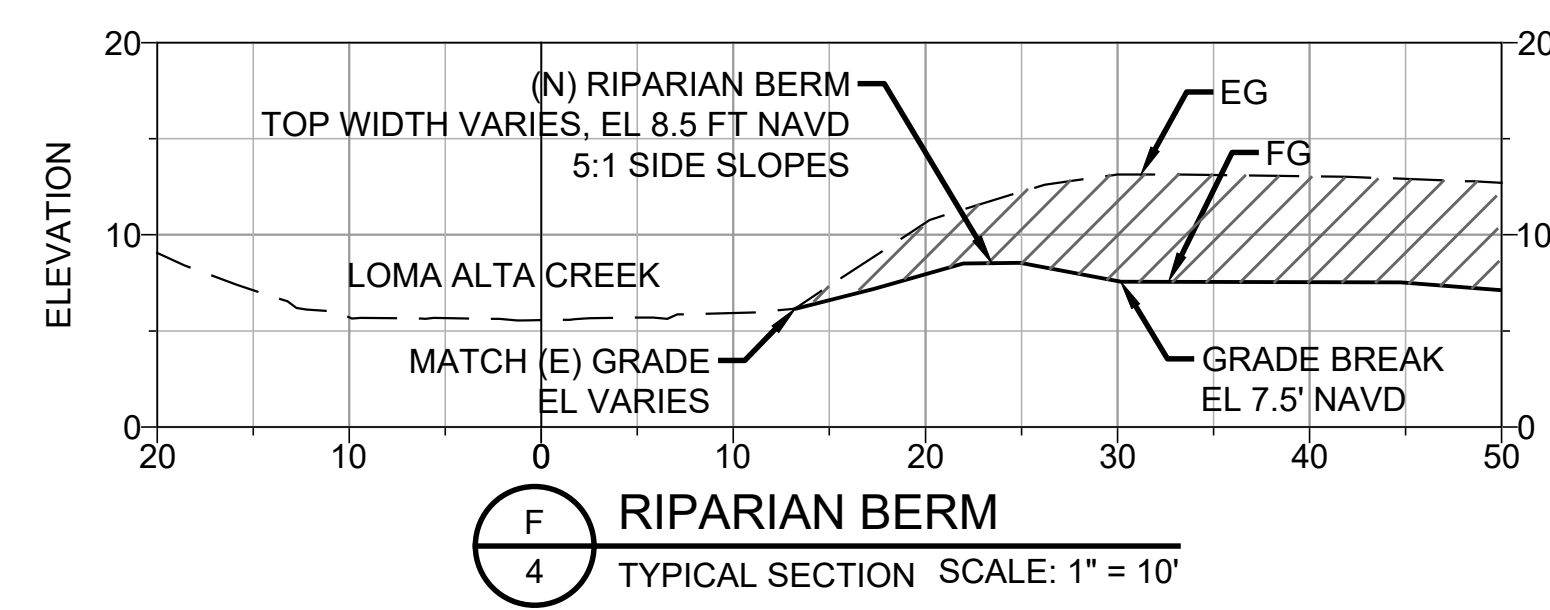 20
20
(N) RIPARIAN BERM
TOP WIDTH VARIES, EL 8.5 FT NAVD
5:1 SIDE SLOPES
EG
FG
ELEVATION
10
10
LOMA ALTA CREEK
MATCH (E) GRADE
EL VARIES
GRADE BREAK
EL 7.5' NAVD
0
0
20 10 0 10 20 30 40 50
F
4
RIPARIAN BERM
TYPICAL SECTION SCALE: 1" = 10'